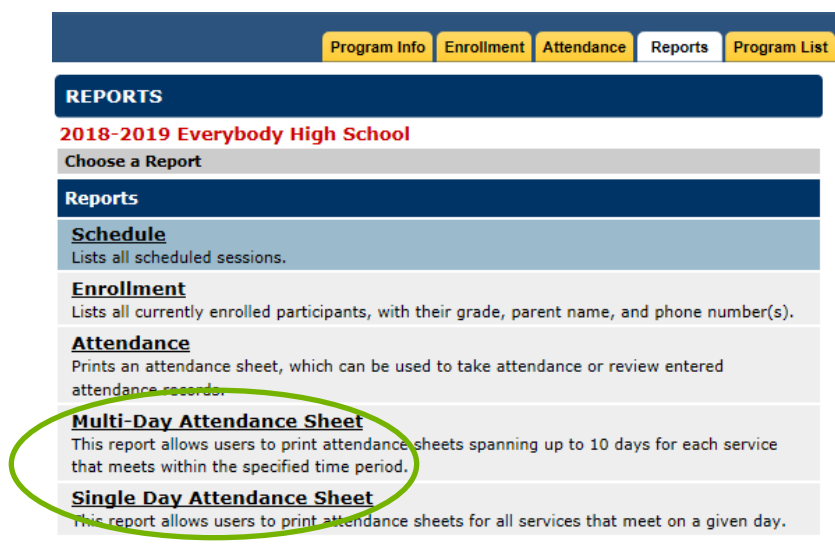 Program Info Enrollment Attendance Reports Program List
REPORTS
2018-2019 Everybody High School
Choose a Report
Reports
Schedule
Lists all scheduled sessions.
Enrollment
Lists all currently enrolled participants, with their grade, parent name, and phone number(s).
Attendance
Prints an attendance sheet, which can be used to take attendance or review entered
attendance records.
Multi-Day Attendance Sheet
This report allows users to print attendance sheets spanning up to 10 days for each service
that meets within the specified time period.
Single Day Attendance Sheet
This report allows users to print attendance sheets for all services that meet on a given day.